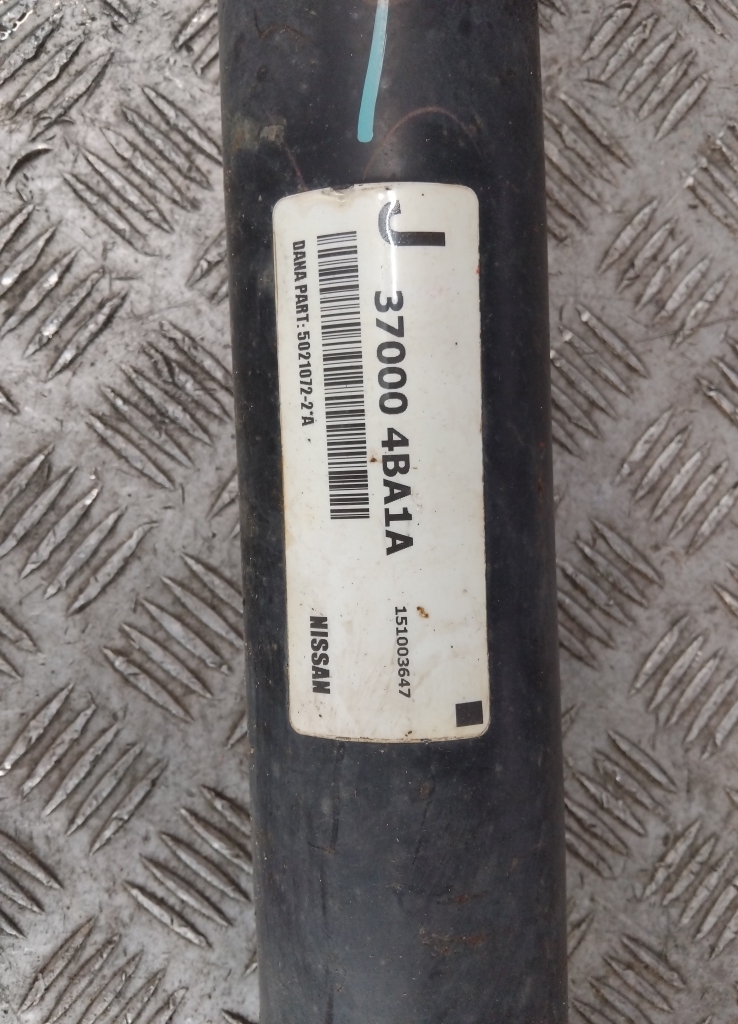 J
37000 4BA1A
DANA PART: 5021072-2*A
151003647
NISSAN